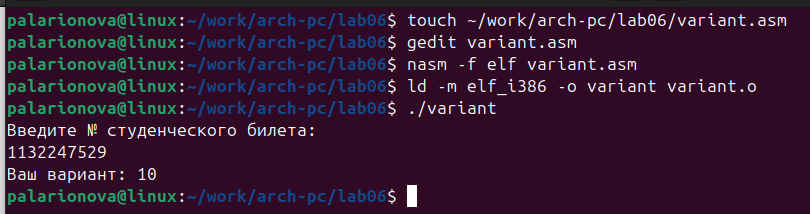 palarionova@linux:~/work/arch-pc/lab06$ touch ~/work/arch-pc/lab06/variant.asm
palarionova@linux:~/work/arch-pc/lab06$ gedit variant.asm
palarionova@linux:~/work/arch-pc/lab06$ nasm -f elf variant.asm
palarionova@linux:~/work/arch-pc/lab06$ ld -m elf_i386 -o variant variant.o
palarionova@linux:~/work/arch-pc/lab06$ ./variant
Введите № студенческого билета:
1132247529
Ваш вариант: 10
palarionova@linux:~/work/arch-pc/lab06$